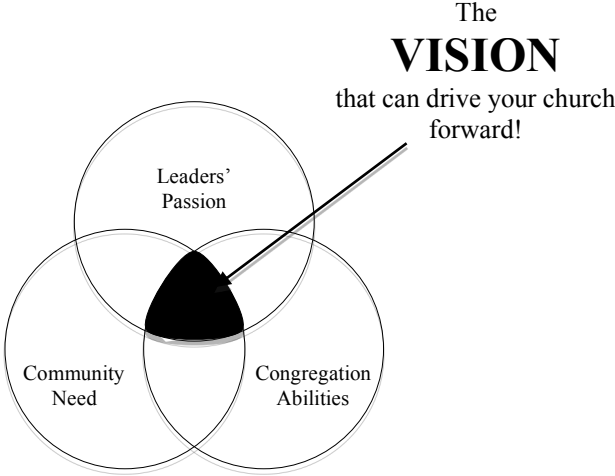 The
VISION
that can drive your church
forward!
Leaders’
Passion
Community
Need
Congregation
Abilities